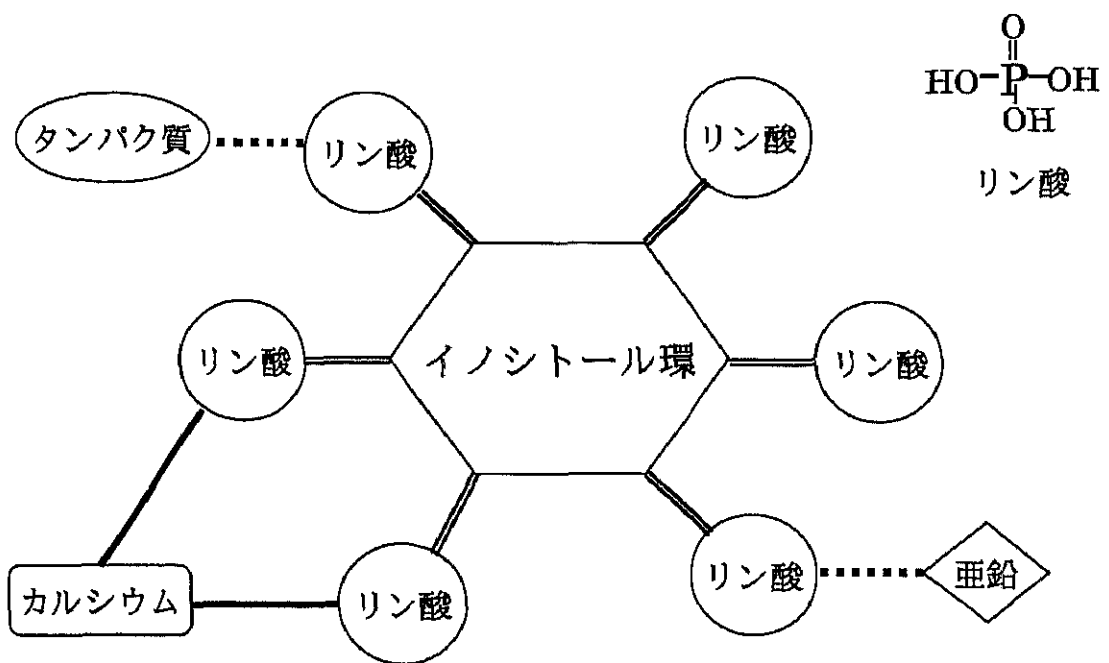 O
HO-P-OH
OH
リン酸
タンパク質
リン酸
リン酸
リン酸
イノシトール環
リン酸
カルシウム
リン酸
リン酸
亜鉛